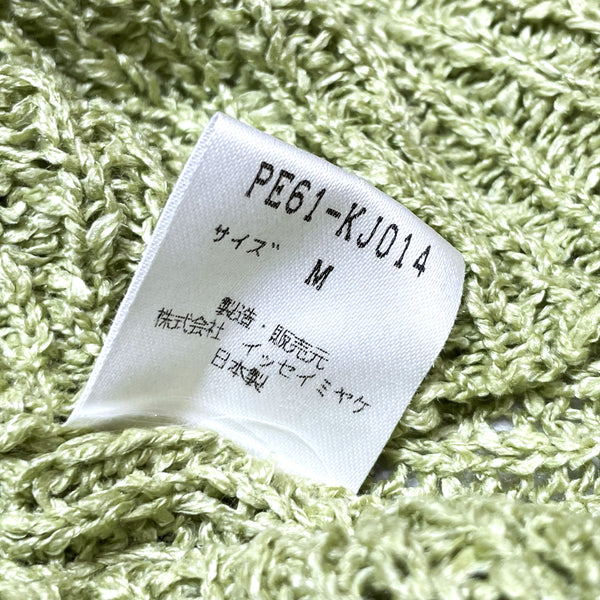 PE61-KJ014
サイズ
M
製造・販売元
株式会社 イッセイミヤケ
日本製